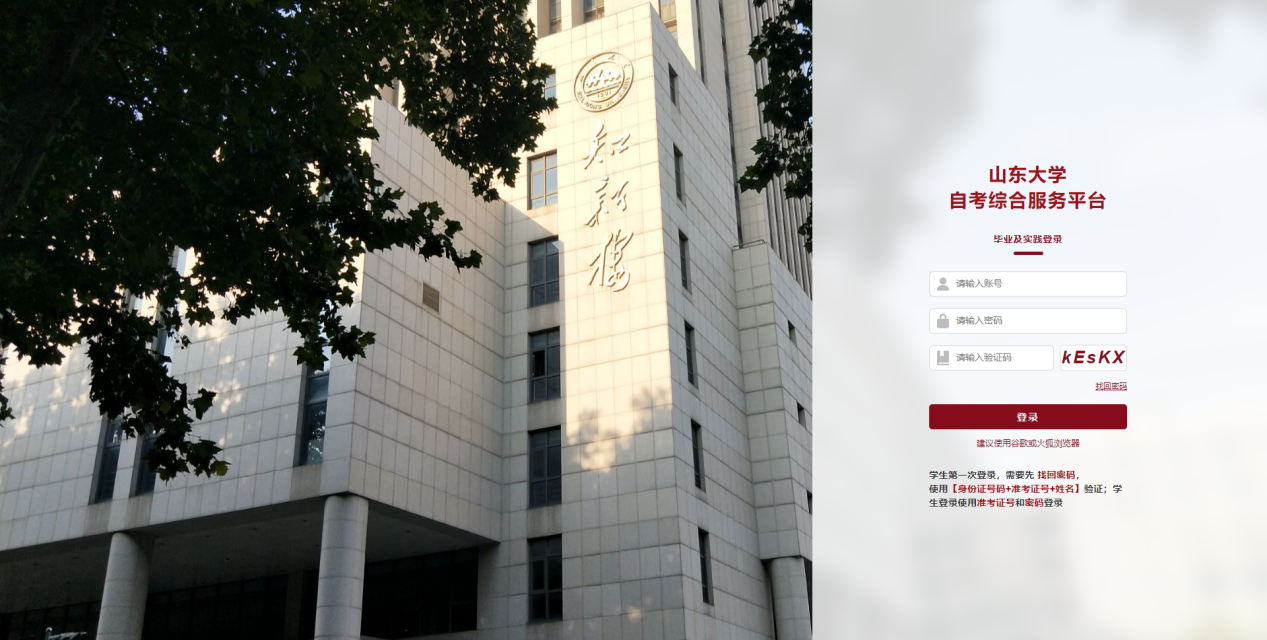 知新楼
山东大学
自考综合服务平台
毕业及实践登录
请输入账号
请输入密码
请输入验证码
kEsKX
找回密码
登录
建议使用谷歌或火狐浏览器
学生第一次登录，需要先 找回密码，
使用【身份证号码+准考证号+姓名】验证；学
生登录使用准考证号和密码登录